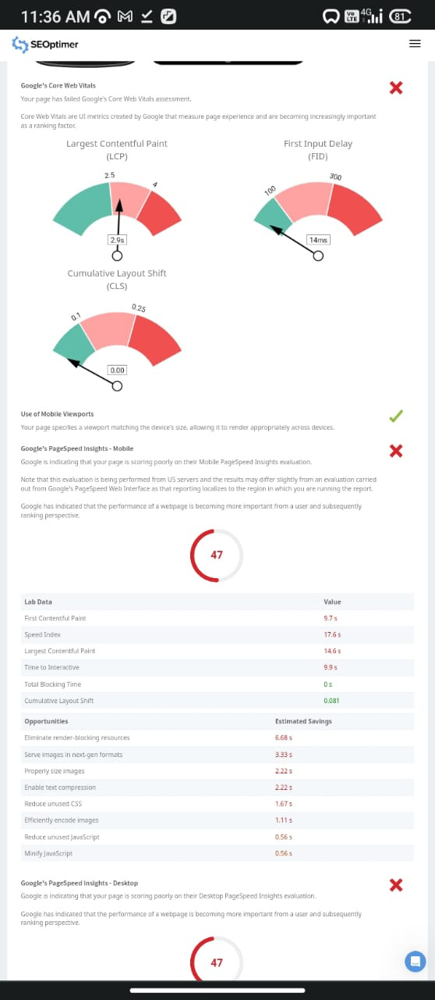 11:36 AM
Vo LTE 4G 81
SEOptimer
Google's Core Web Vitals
Your page has failed Google's Core Web Vitals assessment.
Core Web Vitals are UI metrics created by Google that measure page experience and are becoming increasingly important
as a ranking factor.
Largest Contentful Paint
(LCP)
2.5
4
2.9s
First Input Delay
(FID)
100
300
14ms
Cumulative Layout Shift
(CLS)
0.1
0.25
0.00
Use of Mobile Viewports
Your page specifies a viewport matching the device's size, allowing it to render appropriately across devices.
Google's PageSpeed Insights - Mobile
Google is indicating that your page is scoring poorly on their Mobile PageSpeed Insights evaluation.
Note that this evaluation is being performed from US servers and the results may differ slightly from an evaluation carried
out from Google's PageSpeed Web Interface as that reporting localizes to the region in which you are running the report.
Google has indicated that the performance of a webpage is becoming more important from a user and subsequently
ranking perspective.
47
Lab Data Value
First Contentful Paint 9.7 s
Speed Index 17.6 s
Largest Contentful Paint 14.6 s
Time to Interactive 9.9 s
Total Blocking Time 0 s
Cumulative Layout Shift 0.081
Opportunities Estimated Savings
Eliminate render-blocking resources 6.68 s
Serve images in next-gen formats 3.33 s
Properly size images 2.22 s
Enable text compression 2.22 s
Reduce unused CSS 1.67 s
Efficiently encode images 1.11 s
Reduce unused JavaScript 0.56 s
Minify JavaScript 0.56 s
Google's PageSpeed Insights - Desktop
Google is indicating that your page is scoring poorly on their Desktop PageSpeed Insights evaluation.
Google has indicated that the performance of a webpage is becoming more important from a user and subsequently
ranking perspective.
47